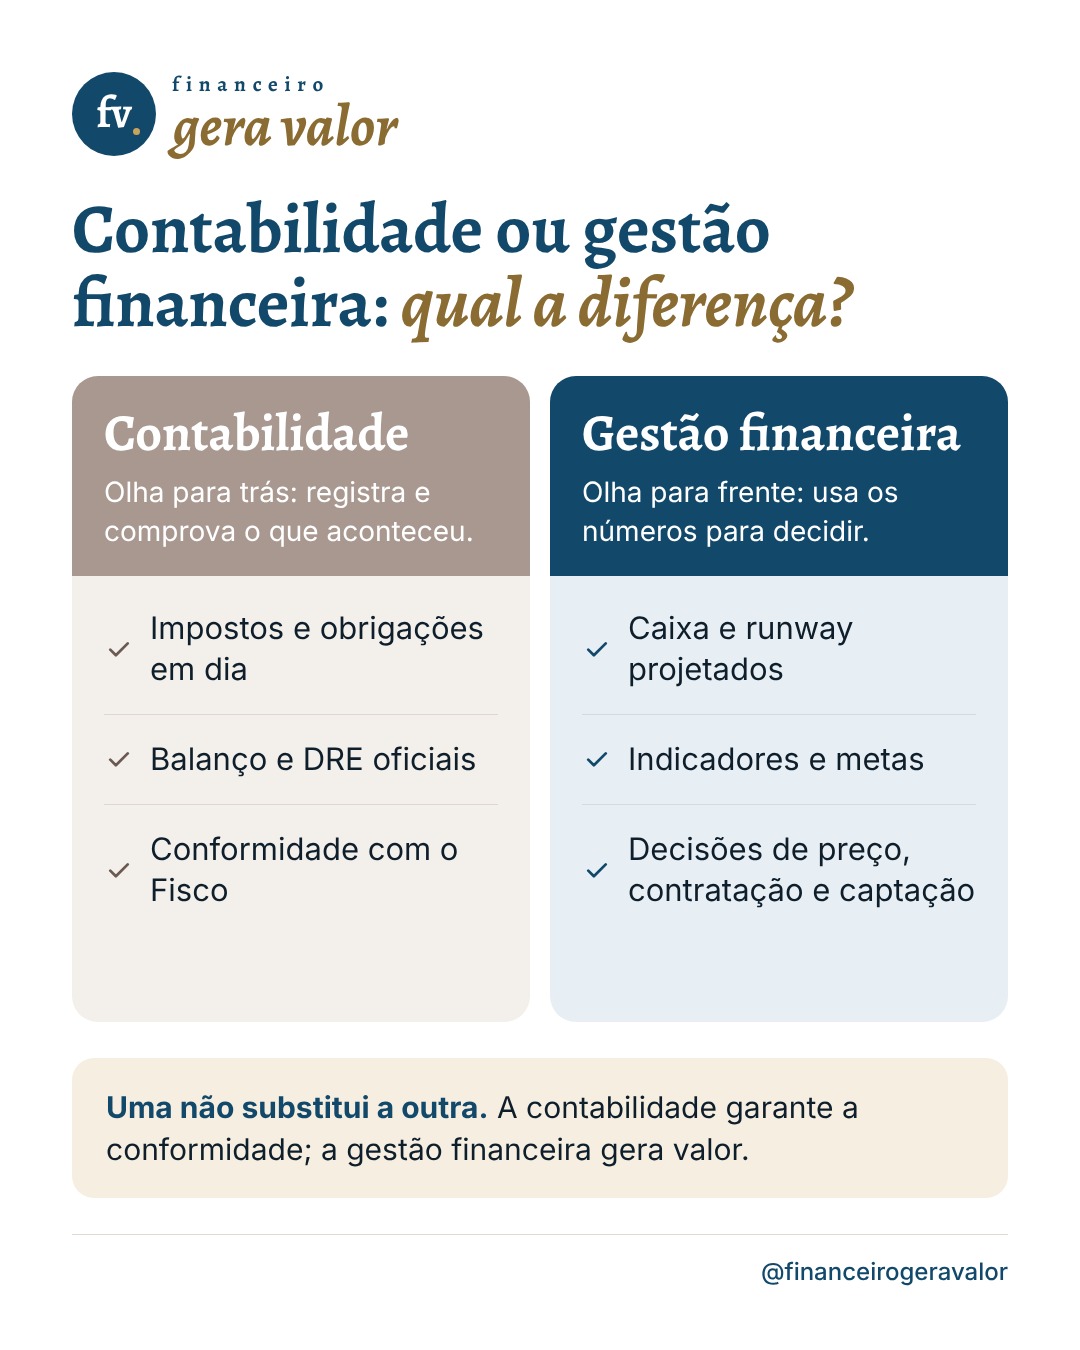 fv.
financeiro
gera valor
Contabilidade ou gestão
financeira: qual a diferença?
Contabilidade
Olha para trás: registra e
comprova o que aconteceu.
Impostos e obrigações
em dia
Balanço e DRE oficiais
Conformidade com o
Fisco
Gestão financeira
Olha para frente: usa os
números para decidir.
Caixa e runway
projetados
Indicadores e metas
Decisões de preço,
contratação e captação
Uma não substitui a outra. A contabilidade garante a
conformidade; a gestão financeira gera valor.
@financeirogeravalor